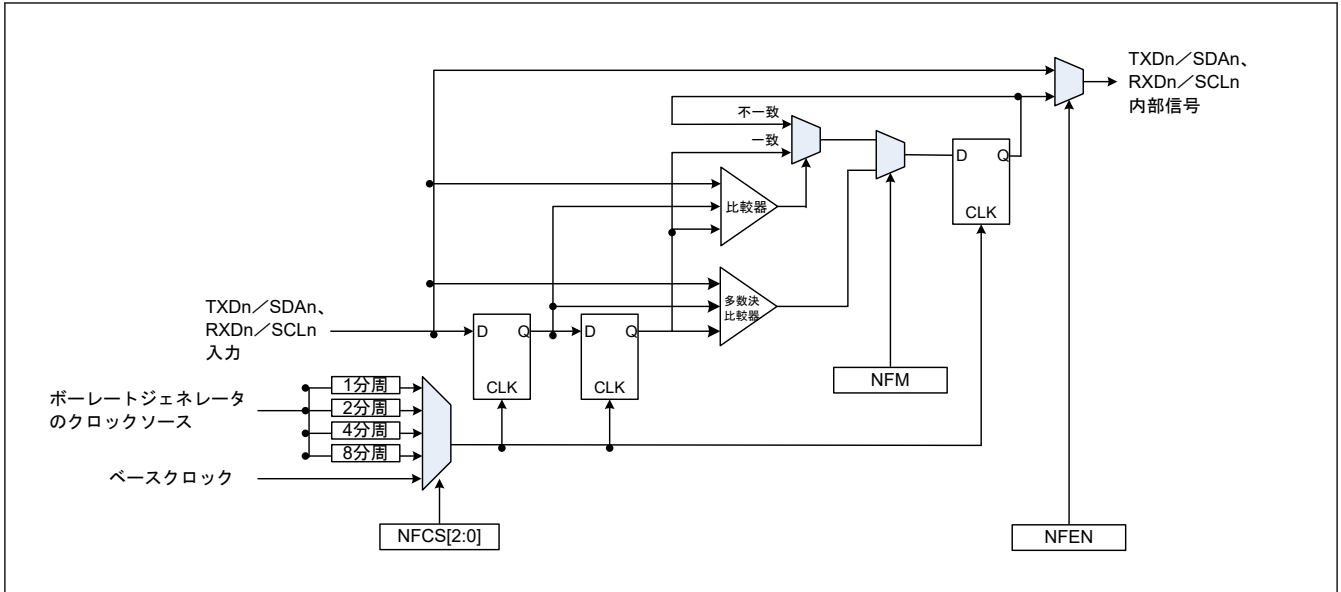 TXDn／SDAn、
RXDn／SCLn
内部信号
不一致
一致
D Q
CLK
比較器
多数決
比較器
TXDn／SDAn、
RXDn／SCLn
入力
D Q
CLK
D Q
CLK
NFM
ボーレートジェネレータ
のクロックソース
1分周
2分周
4分周
8分周
ベースクロック
NFCS[2:0]
NFEN